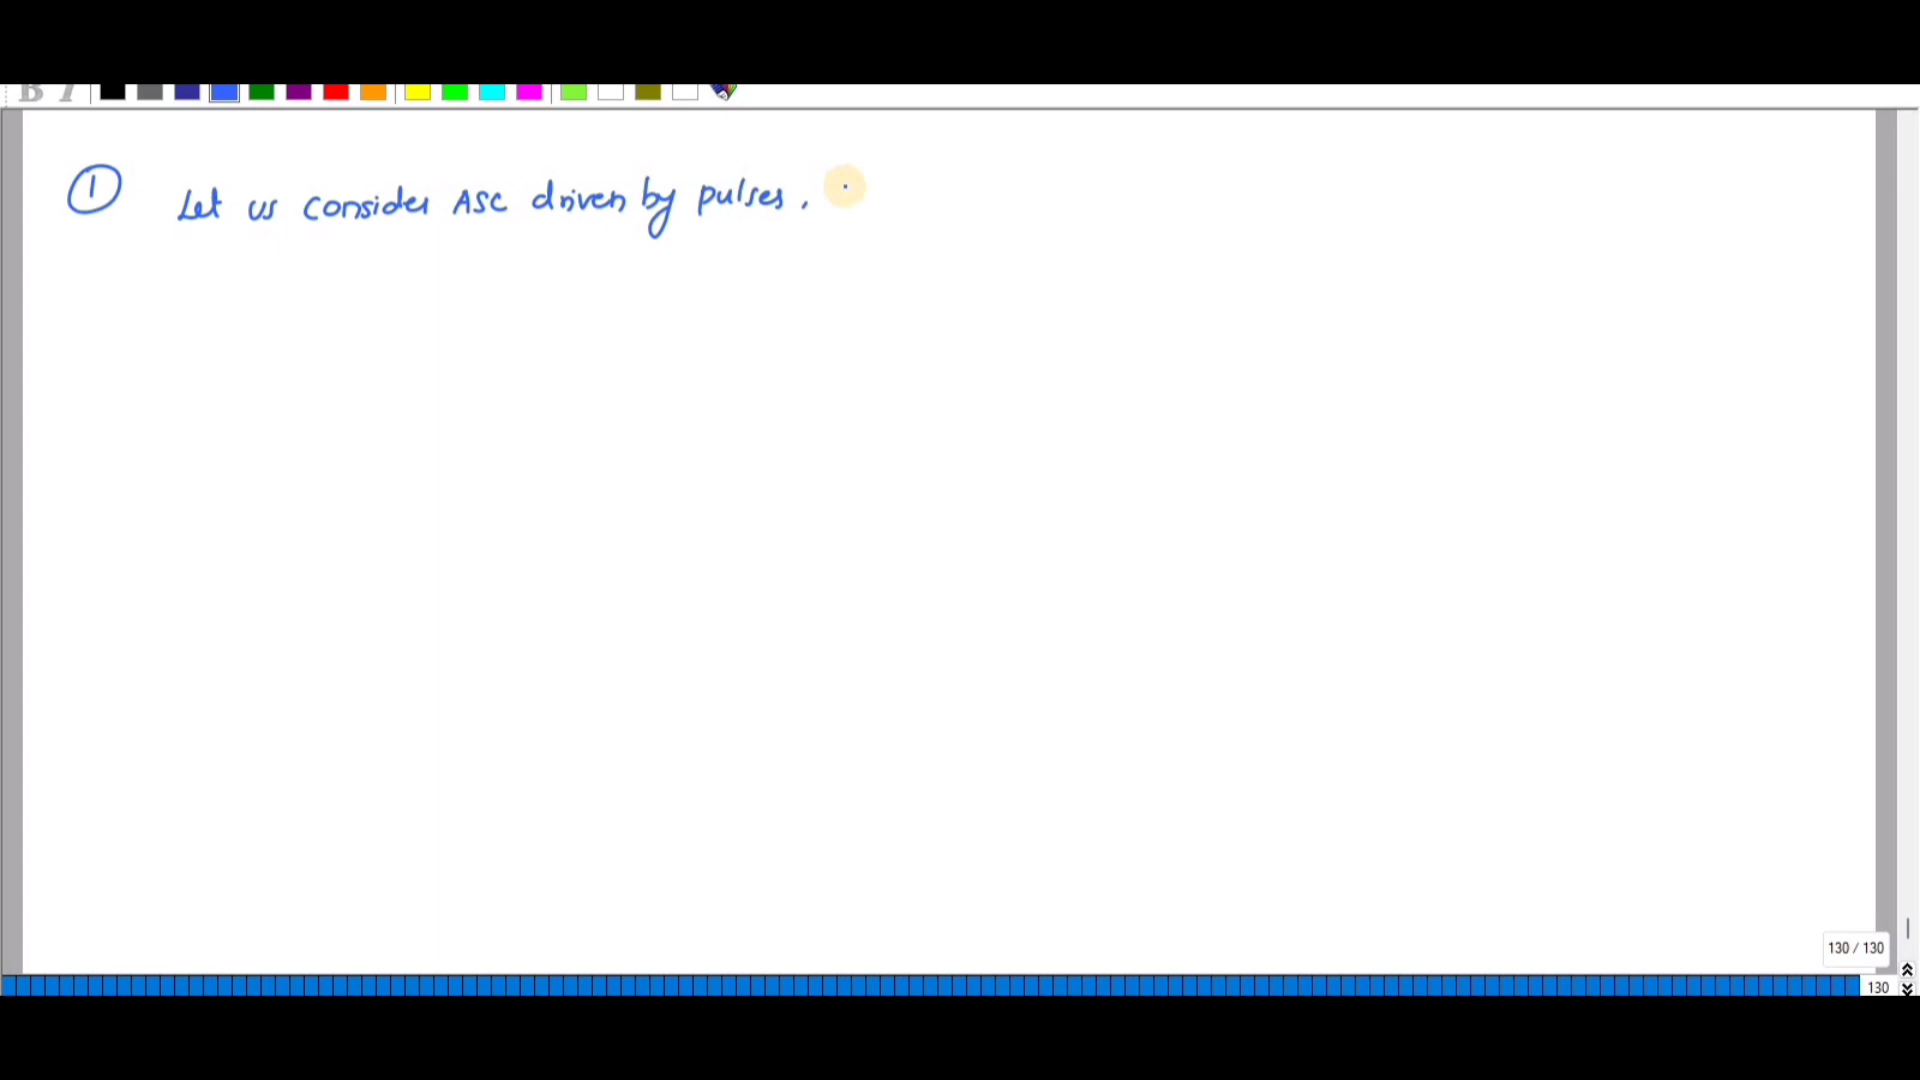 B I
① Let us consider ASC driven by pulses,
130 / 130
130